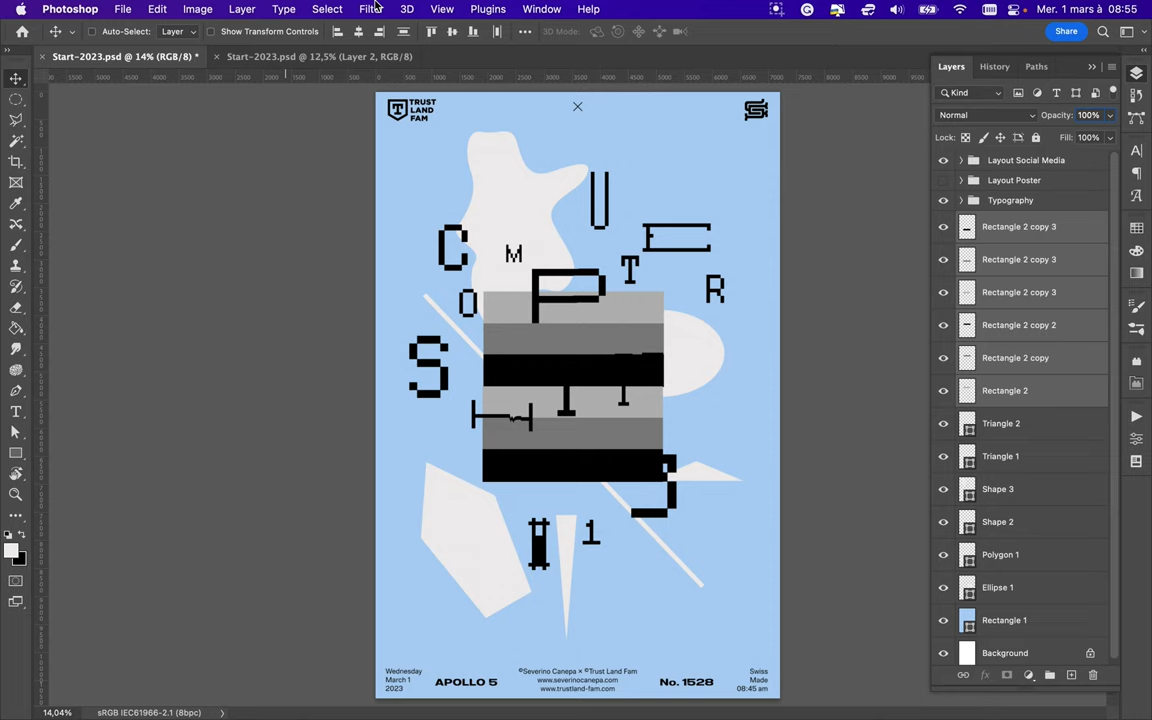 Photoshop File Edit Image Layer Type Select Filter 3D View Plugins Window Help Mer. 1 mars à 08:55
Auto-Select: Layer Show Transform Controls 3D Mode: Share
Start-2023.psd @ 14% (RGB/8) * Start-2023.psd @ 12,5% (Layer 2, RGB/8)
TRUST
LAND
FAM
U
C
M
E
T
P
O
R
S
I
I
#1
Wednesday
March 1
2023
APOLLO 5
©Severino Canepa × ©Trust Land Fam
www.severinocanepa.com
www.trustland-fam.com
No. 1528
Swiss
Made
08:45 am
Layers History Paths
Kind
Normal Opacity: 100%
Lock: Fill: 100%
Layout Social Media
Layout Poster
Typography
Rectangle 2 copy 3
Rectangle 2 copy 3
Rectangle 2 copy 3
Rectangle 2 copy 2
Rectangle 2 copy
Rectangle 2
Triangle 2
Triangle 1
Shape 3
Shape 2
Polygon 1
Ellipse 1
Rectangle 1
Background
14,04% sRGB IEC61966-2.1 (8bpc)